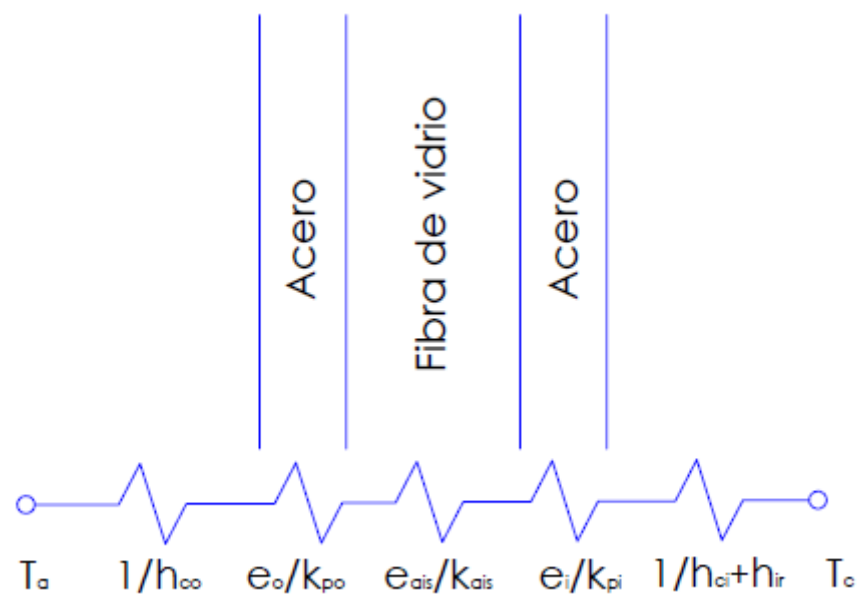 Acero
Fibra de vidrio
Acero
Ta 1/hco eo/kpo eais/kais ei/kpi 1/hci+hir Tc